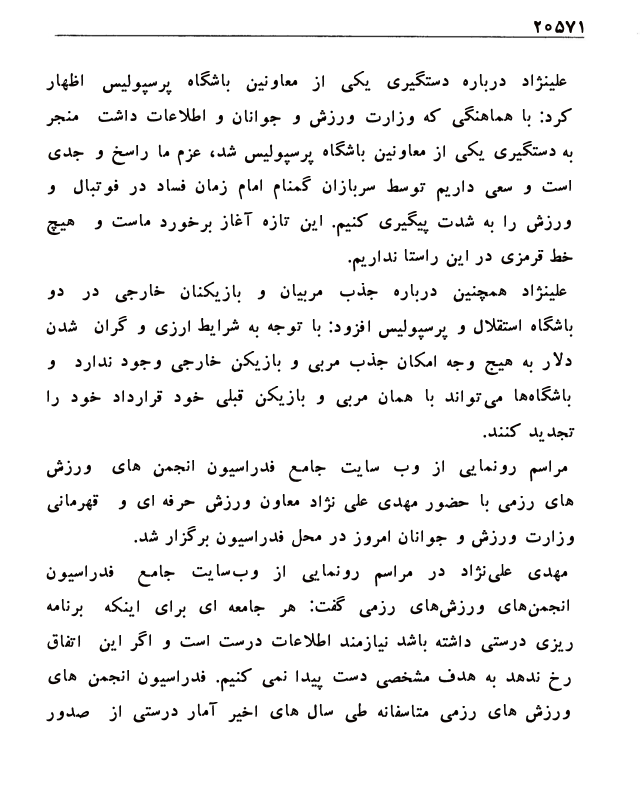 ۲۰۵۷۱
علینژاد درباره دستگیری یکی از معاونین باشگاه پرسپولیس اظهار
کرد: با هماهنگی که وزارت ورزش و جوانان و اطلاعات داشت منجر
به دستگیری یکی از معاونین باشگاه پرسپولیس شد، عزم ما راسخ و جدی
است و سعی داریم توسط سربازان گمنام امام زمان فساد در فوتبال و
ورزش را به شدت پیگیری کنیم. این تازه آغاز برخورد ماست و هیچ
خط قرمزی در این راستا نداریم.
علینژاد همچنین درباره جذب مربیان و بازیکنان خارجی در دو
باشگاه استقلال و پرسپولیس افزود: با توجه به شرایط ارزی و گران شدن
دلار به هیچ وجه امکان جذب مربی و بازیکن خارجی وجود ندارد و
باشگاه‌ها می‌تواند با همان مربی و بازیکن قبلی خود قرارداد خود را
تجدید کنند.
مراسم رونمایی از وب سایت جامع فدراسیون انجمن های ورزش
های رزمی با حضور مهدی علی نژاد معاون ورزش حرفه ای و قهرمانی
وزارت ورزش و جوانان امروز در محل فدراسیون برگزار شد.
مهدی علی‌نژاد در مراسم رونمایی از وب‌سایت جامع فدراسیون
انجمن‌های ورزش‌های رزمی گفت: هر جامعه ای برای اینکه برنامه
ریزی درستی داشته باشد نیازمند اطلاعات درست است و اگر این اتفاق
رخ ندهد به هدف مشخصی دست پیدا نمی کنیم. فدراسیون انجمن های
ورزش های رزمی متاسفانه طی سال های اخیر آمار درستی از صدور